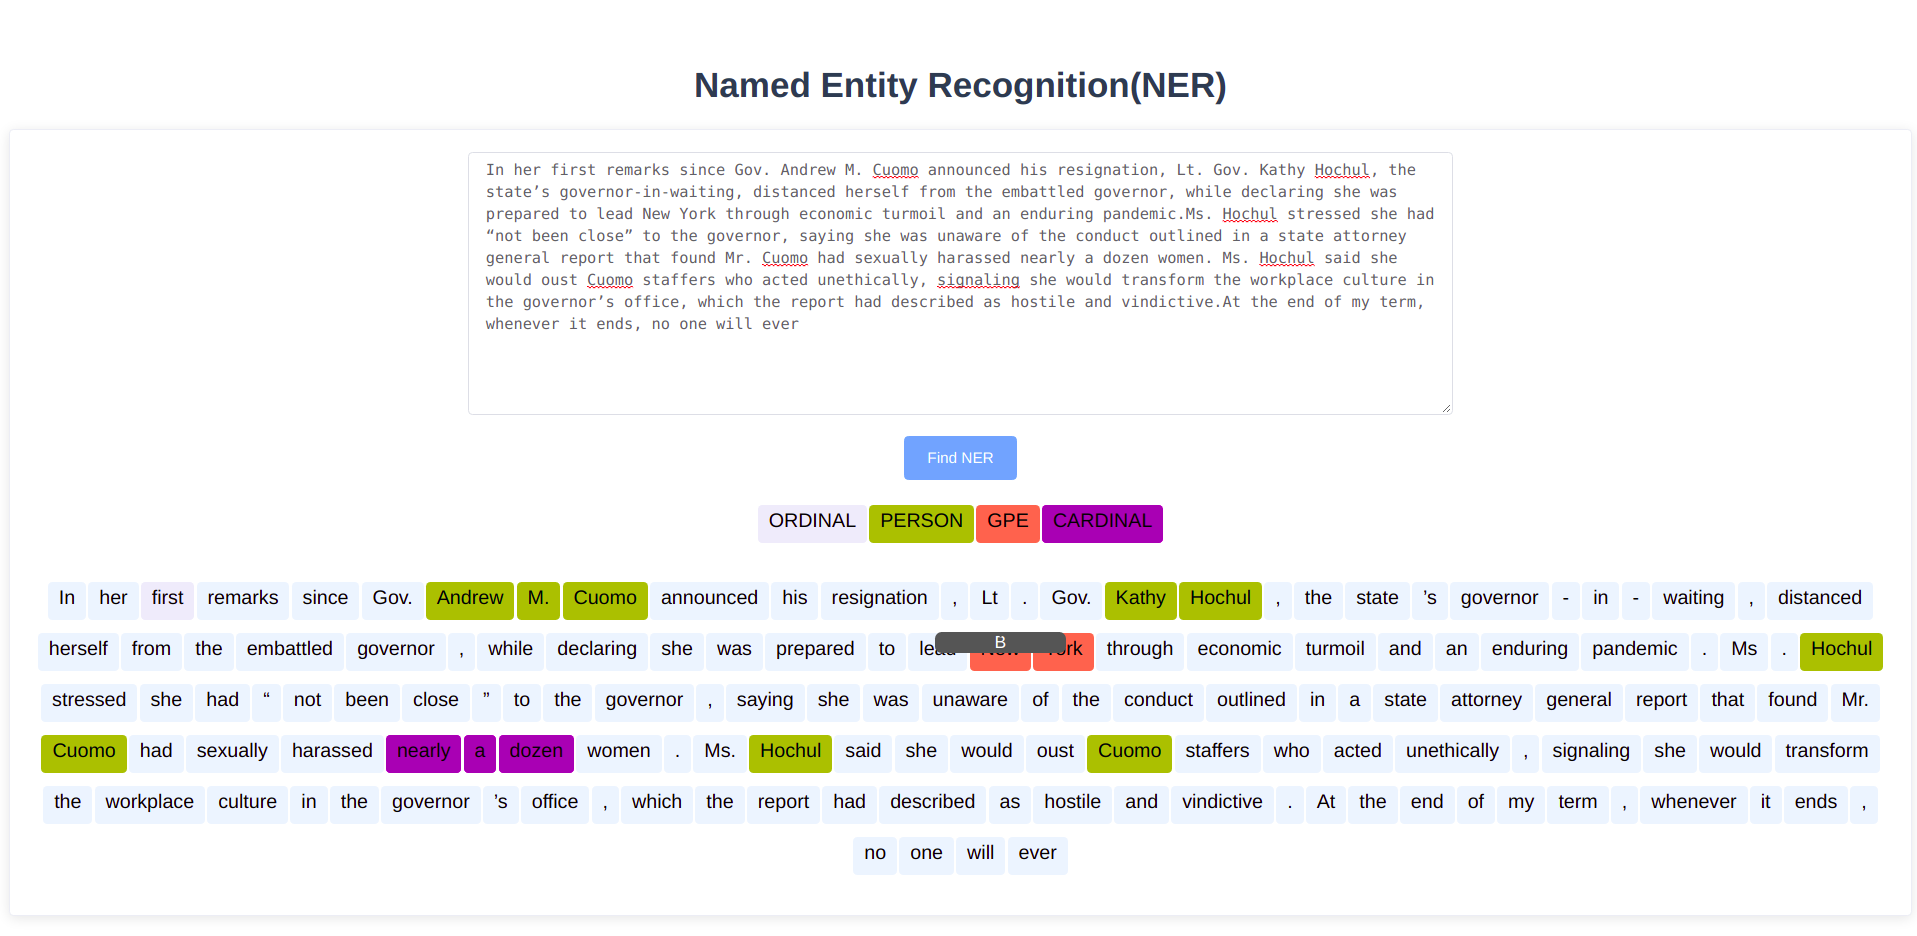 Named Entity Recognition(NER)
In her first remarks since Gov. Andrew M. Cuomo announced his resignation, Lt. Gov. Kathy Hochul, the
state’s governor-in-waiting, distanced herself from the embattled governor, while declaring she was
prepared to lead New York through economic turmoil and an enduring pandemic.Ms. Hochul stressed she had
“not been close” to the governor, saying she was unaware of the conduct outlined in a state attorney
general report that found Mr. Cuomo had sexually harassed nearly a dozen women. Ms. Hochul said she
would oust Cuomo staffers who acted unethically, signaling she would transform the workplace culture in
the governor’s office, which the report had described as hostile and vindictive.At the end of my term,
whenever it ends, no one will ever
Find NER
ORDINAL PERSON GPE CARDINAL
In her first remarks since Gov. Andrew M. Cuomo announced his resignation , Lt . Gov. Kathy Hochul , the state ’s governor - in - waiting , distanced
B
herself from the embattled governor , while declaring she was prepared to lead New York through economic turmoil and an enduring pandemic . Ms . Hochul
stressed she had “ not been close ” to the governor , saying she was unaware of the conduct outlined in a state attorney general report that found Mr.
Cuomo had sexually harassed nearly a dozen women . Ms. Hochul said she would oust Cuomo staffers who acted unethically , signaling she would transform
the workplace culture in the governor ’s office , which the report had described as hostile and vindictive . At the end of my term , whenever it ends ,
no one will ever